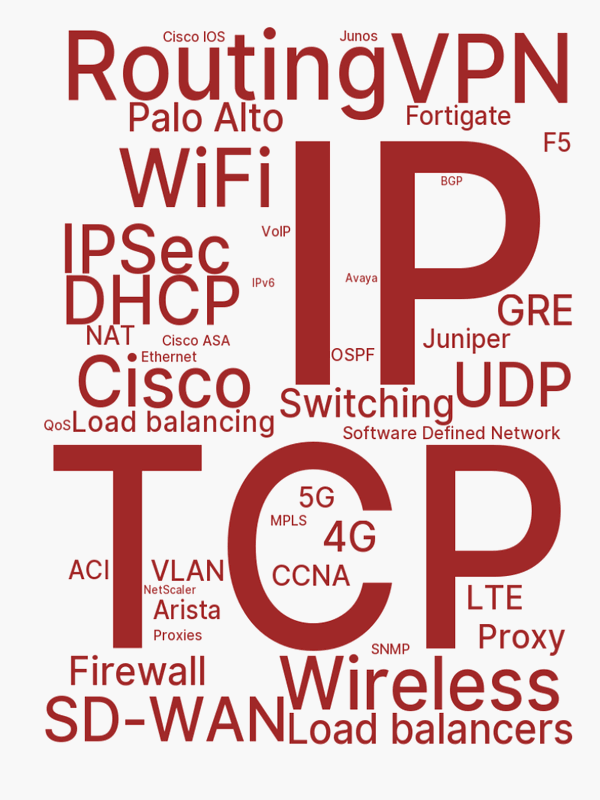 Cisco IOS
Junos
Routing
VPN
Palo Alto
Fortigate
F5
WiFi
IP
BGP
IPSec
VoIP
DHCP
IPv6
Avaya
GRE
NAT
Cisco ASA
Juniper
Ethernet
OSPF
Cisco
UDP
Switching
QoS
Load balancing
Software Defined Network
TCP
5G
MPLS
4G
ACI
VLAN
CCNA
NetScaler
LTE
Arista
Proxies
Proxy
SNMP
Firewall
Wireless
SD-WAN
Load balancers